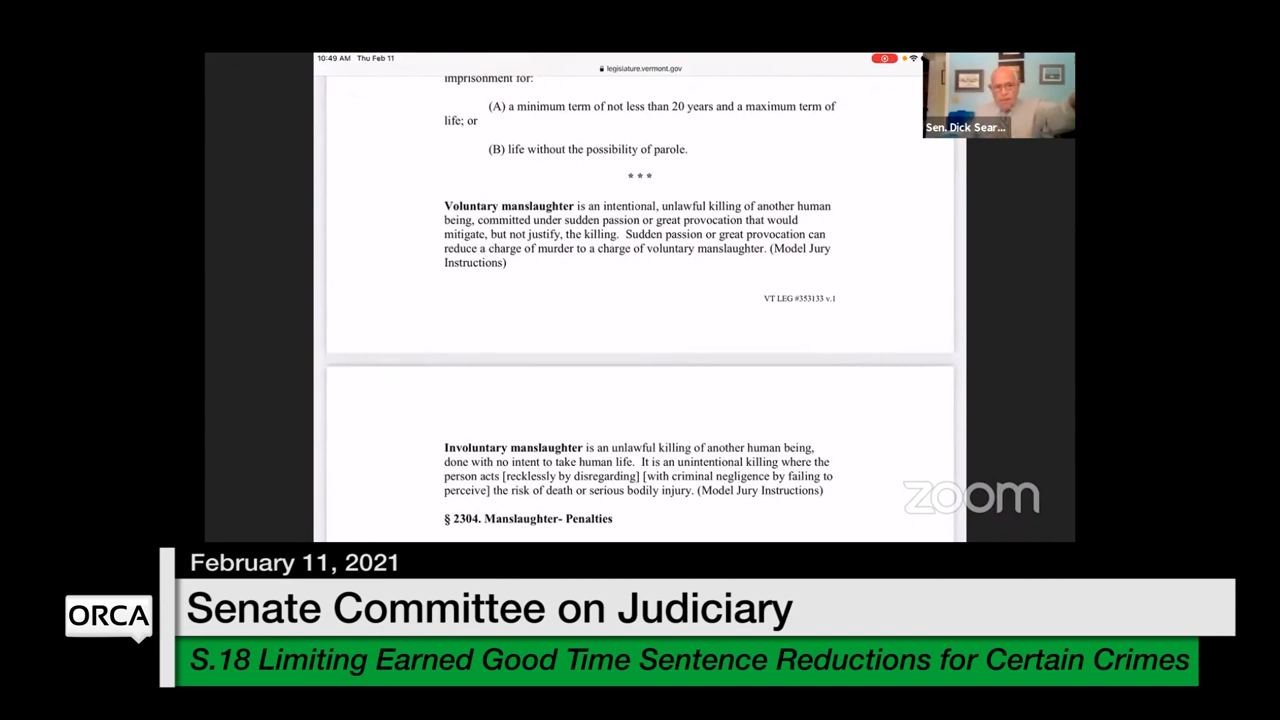 10:49 AM Thu Feb 11
legislature.vermont.gov
imprisonment for:
(A) a minimum term of not less than 20 years and a maximum term of
life; or
(B) life without the possibility of parole.
* * *
Voluntary manslaughter is an intentional, unlawful killing of another human
being, committed under sudden passion or great provocation that would
mitigate, but not justify, the killing. Sudden passion or great provocation can
reduce a charge of murder to a charge of voluntary manslaughter. (Model Jury
Instructions)
VT LEG #353133 v.1
Sen. Dick Sear...
Involuntary manslaughter is an unlawful killing of another human being,
done with no intent to take human life. It is an unintentional killing where the
person acts [recklessly by disregarding] [with criminal negligence by failing to
perceive] the risk of death or serious bodily injury. (Model Jury Instructions)
§ 2304. Manslaughter- Penalties
zoom
February 11, 2021
ORCA
Senate Committee on Judiciary
S.18 Limiting Earned Good Time Sentence Reductions for Certain Crimes